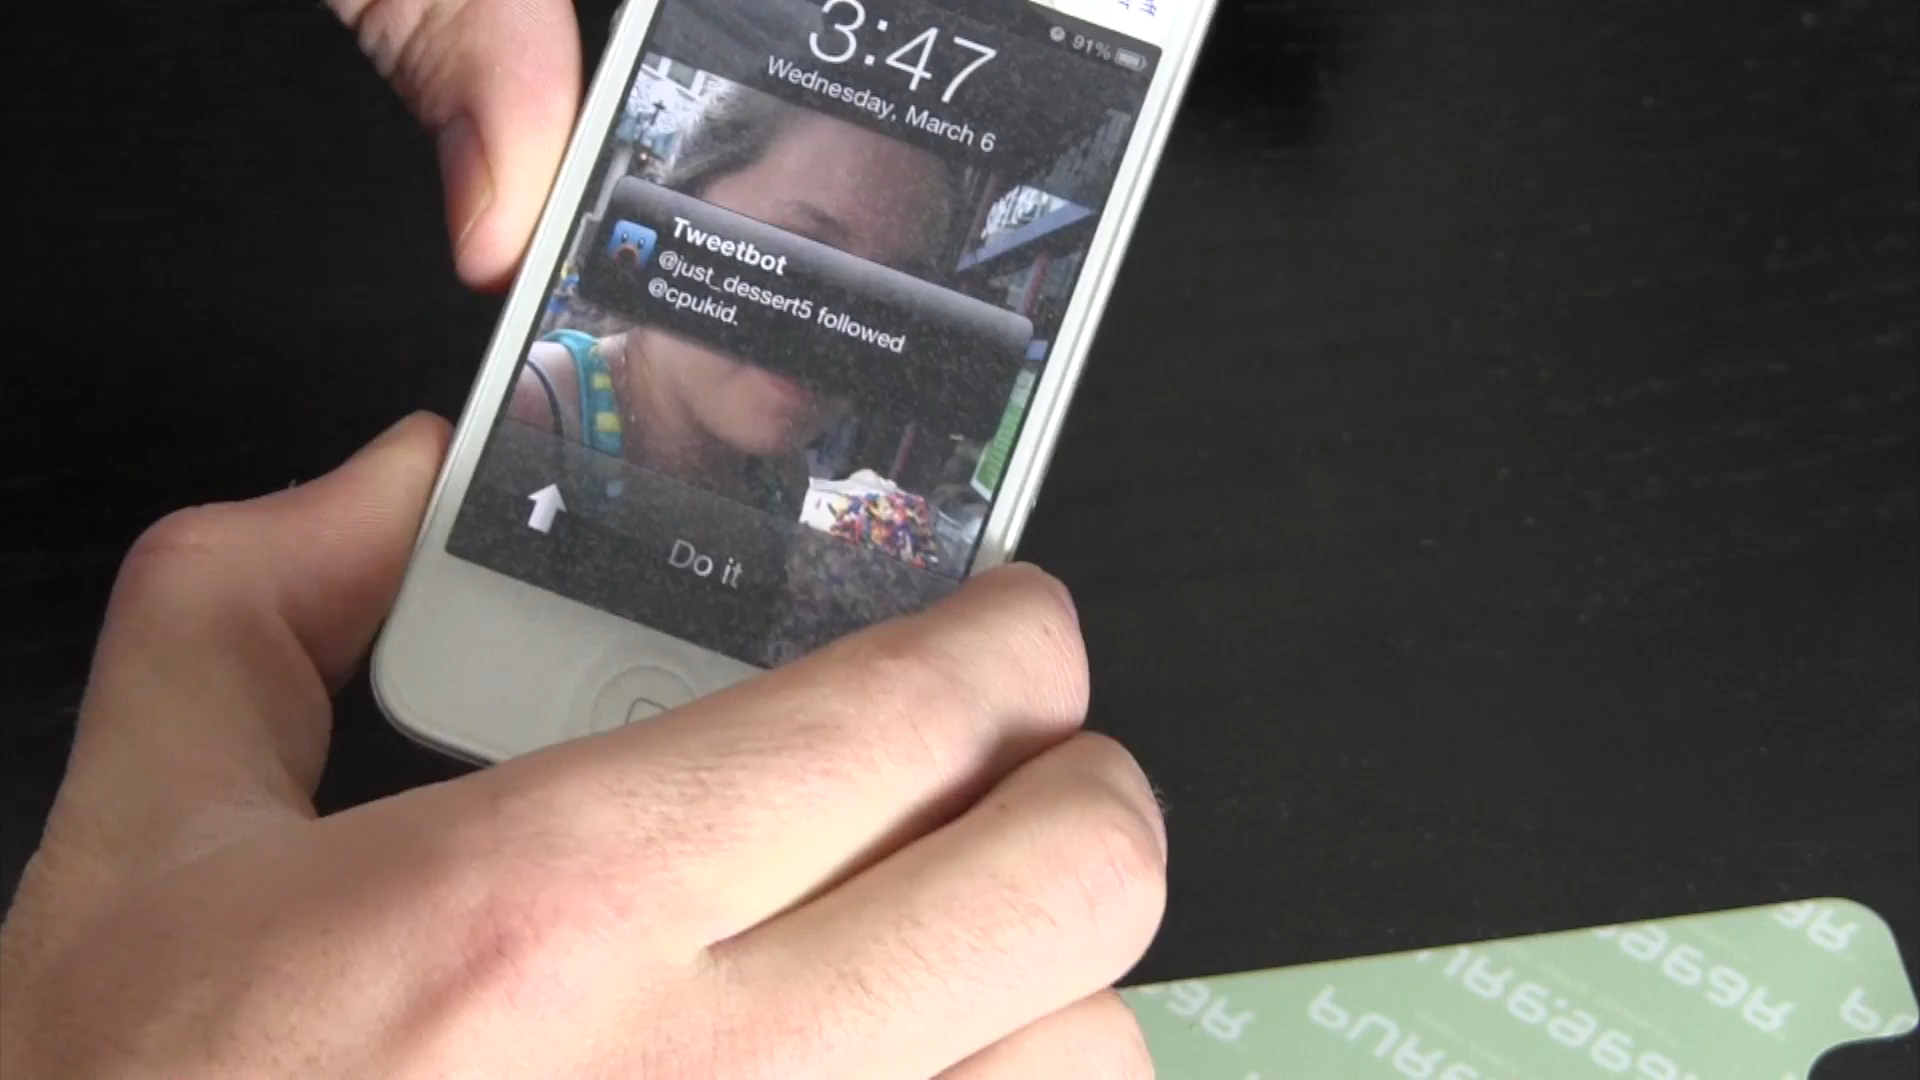 91%
3:47
Wednesday, March 6
Tweetbot
@just_dessert5 followed
@cpukid.
Do it